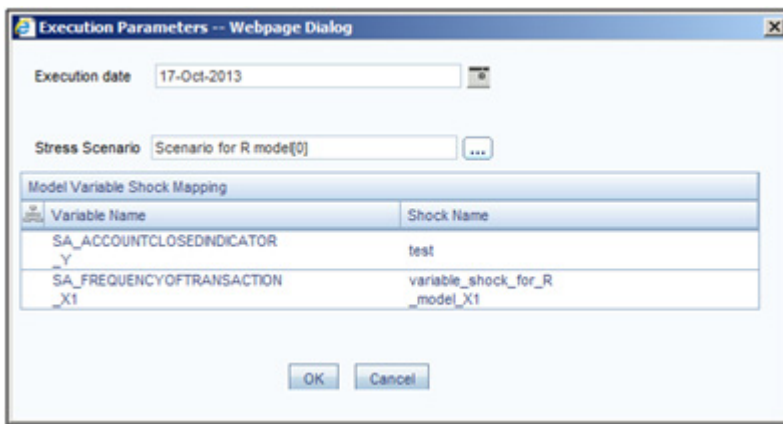 Execution Parameters -- Webpage Dialog
Execution date 17-Oct-2013
Stress Scenario Scenario for R model[0] ...
Model Variable Shock Mapping
Variable Name Shock Name
SA_ACCOUNTCLOSEDINDICATOR
_Y test
SA_FREQUENCYOFTRANSACTION variable_shock_for_R
_X1 _model_X1
OK Cancel